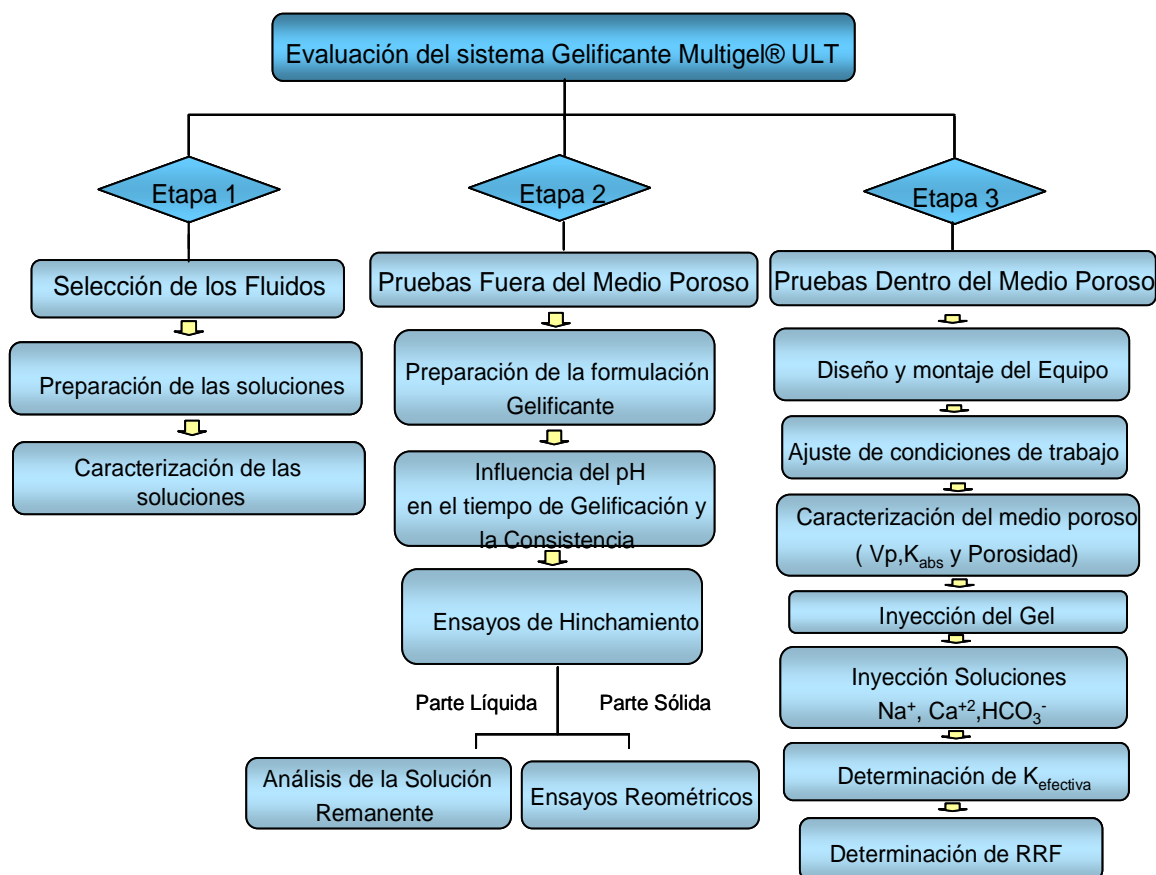 Evaluación del sistema Gelificante Multigel® ULT
Etapa 1
Selección de los Fluidos
Preparación de las soluciones
Caracterización de las
soluciones
Etapa 2
Pruebas Fuera del Medio Poroso
Preparación de la formulación
Gelificante
Influencia del pH
en el tiempo de Gelificación y
la Consistencia
Ensayos de Hinchamiento
Parte Líquida
Parte Sólida
Análisis de la Solución
Remanente
Ensayos Reométricos
Etapa 3
Pruebas Dentro del Medio Poroso
Diseño y montaje del Equipo
Ajuste de condiciones de trabajo
Caracterización del medio poroso
( Vp,Kabs y Porosidad)
Inyección del Gel
Inyección Soluciones
Na+, Ca+2,HCO3-
Determinación de Kefectiva
Determinación de RRF